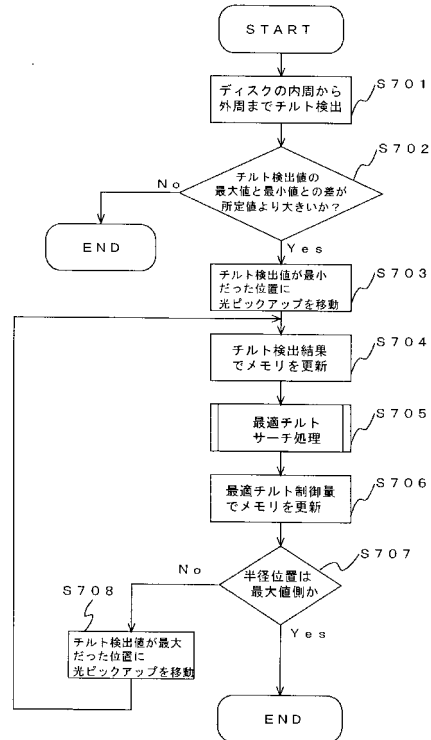 START
S701
ディスクの内周から
外周までチルト検出
S702
チルト検出値の
最大値と最小値との差が
所定値より大きいか？
No
END
Yes
S703
チルト検出値が最小
だった位置に
光ピックアップを移動
S704
チルト検出結果
でメモリを更新
S705
最適チルト
サーチ処理
S706
最適チルト制御量
でメモリを更新
S707
半径位置は
最大値側か
No
S708
チルト検出値が最大
だった位置に
光ピックアップを移動
Yes
END